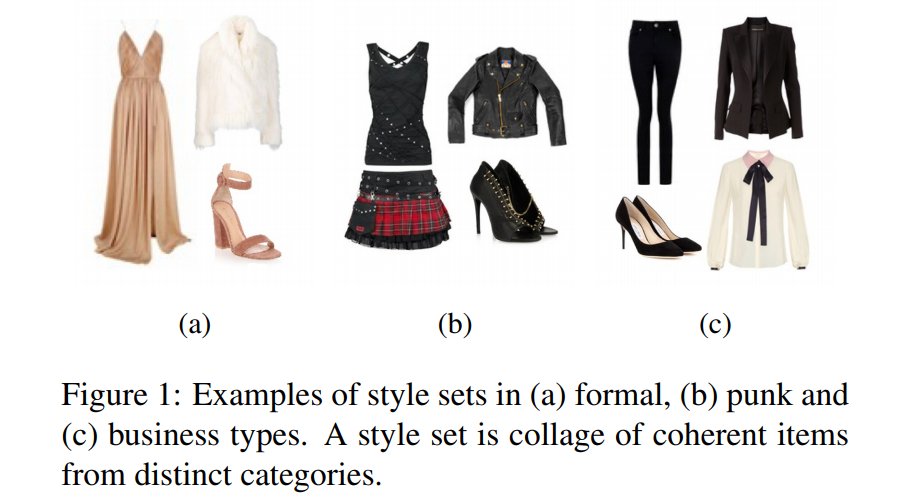 (a)
(b)
(c)
Figure 1: Examples of style sets in (a) formal, (b) punk and
(c) business types. A style set is collage of coherent items
from distinct categories.